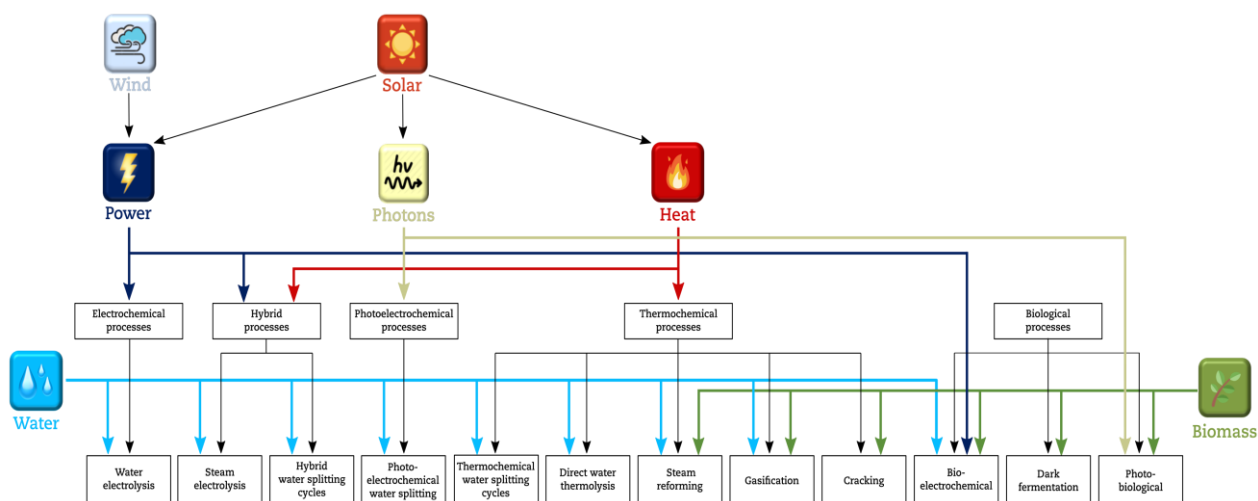 Wind
Solar
hν
Power
Photons
Heat
Electrochemical
processes
Hybrid
processes
Photoelectrochemical
processes
Thermochemical
processes
Biological
processes
Water
Biomass
Water
electrolysis
Steam
electrolysis
Hybrid
water splitting
cycles
Photo-
electrochemical
water splitting
Thermochemical
water splitting
cycles
Direct water
thermolysis
Steam
reforming
Gasification
Cracking
Bio-
electrochemical
Dark
fermentation
Photo-
biological